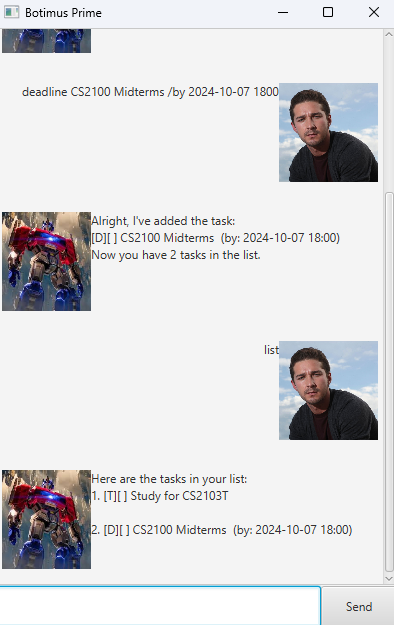 Botimus Prime
deadline CS2100 Midterms /by 2024-10-07 1800
Alright, I've added the task:
[D][ ] CS2100 Midterms  (by: 2024-10-07 18:00)
Now you have 2 tasks in the list.
list
Here are the tasks in your list:
1. [T][ ] Study for CS2103T
2. [D][ ] CS2100 Midterms  (by: 2024-10-07 18:00)
Send